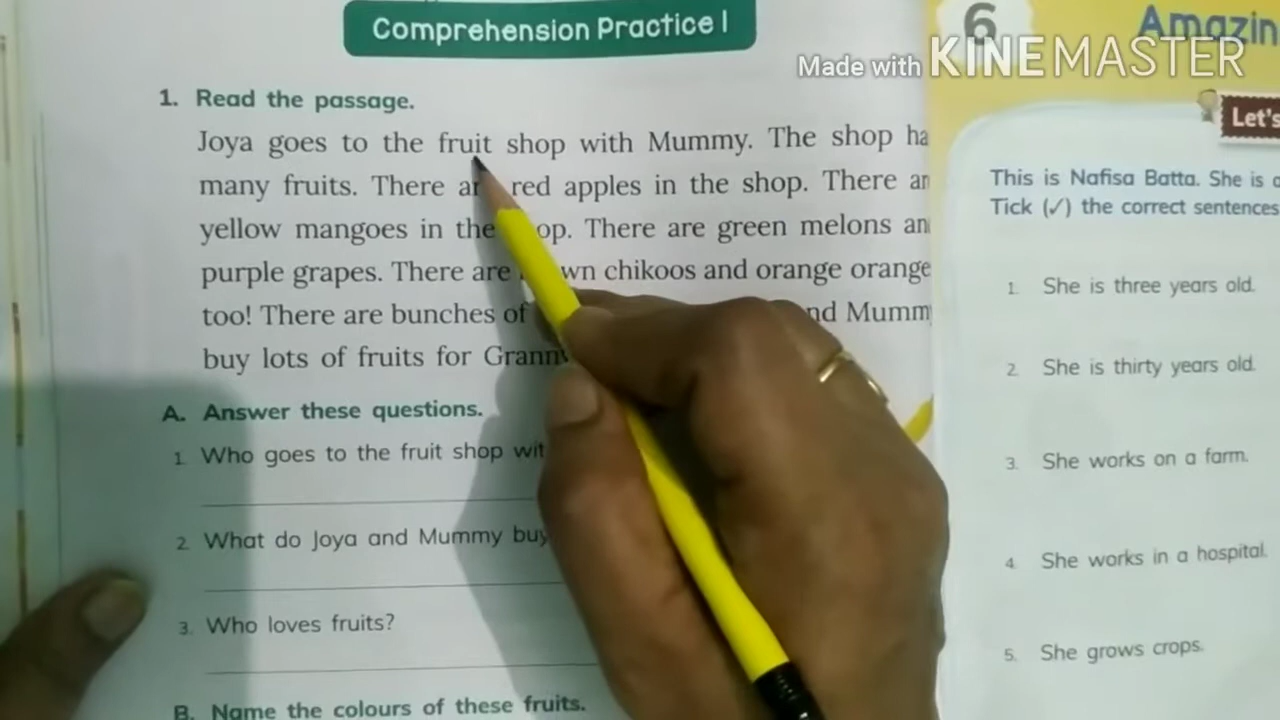 Comprehension Practice I
1. Read the passage.
Joya goes to the fruit shop with Mummy. The shop ha
many fruits. There ar red apples in the shop. There ar
yellow mangoes in the op. There are green melons an
purple grapes. There are wn chikoos and orange orange
too! There are bunches of nd Mumm
buy lots of fruits for Granny
A. Answer these questions.
1. Who goes to the fruit shop wit
2. What do Joya and Mummy buy
3. Who loves fruits?
B. Name the colours of these fruits.
6 Amazin
Made with KINEMASTER
Let's
This is Nafisa Batta. She is a
Tick (✓) the correct sentences
1. She is three years old.
2. She is thirty years old.
3. She works on a farm.
4. She works in a hospital.
5. She grows crops.